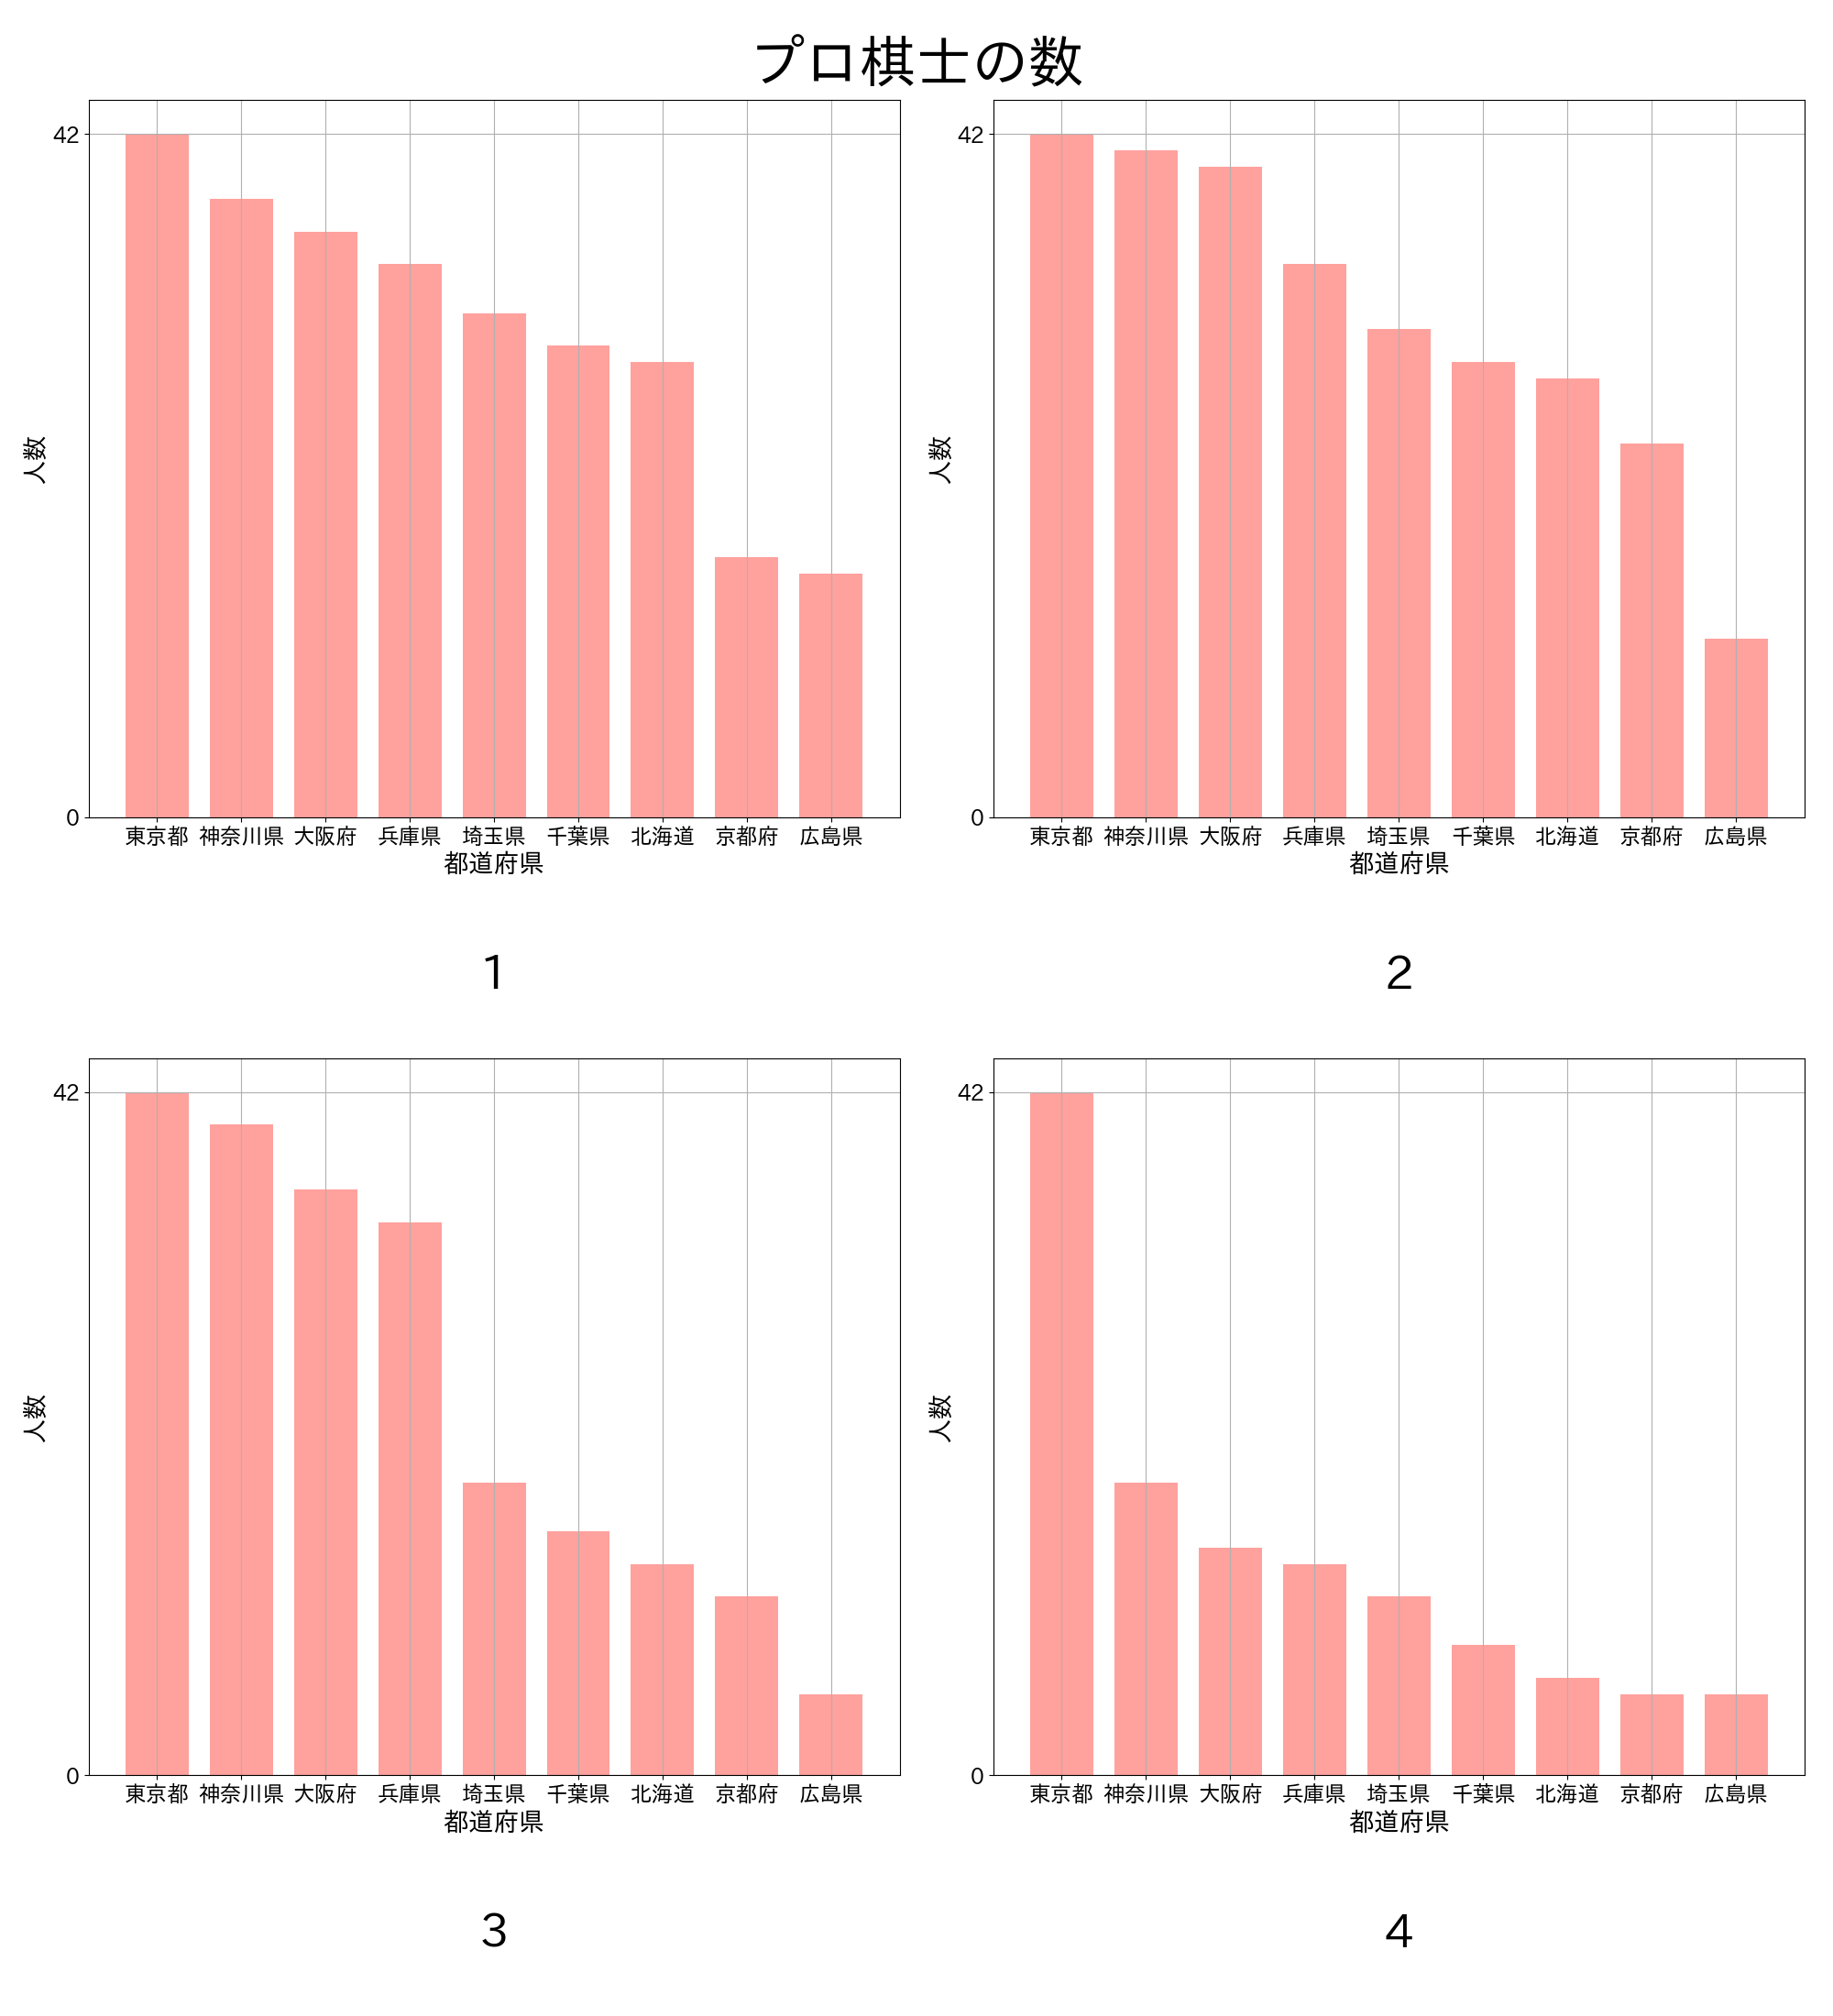 プロ棋士の数
42
0
人数
東京都 神奈川県 大阪府 兵庫県 埼玉県 千葉県 北海道 京都府 広島県
都道府県
1
42
0
人数
東京都 神奈川県 大阪府 兵庫県 埼玉県 千葉県 北海道 京都府 広島県
都道府県
2
42
0
人数
東京都 神奈川県 大阪府 兵庫県 埼玉県 千葉県 北海道 京都府 広島県
都道府県
3
42
0
人数
東京都 神奈川県 大阪府 兵庫県 埼玉県 千葉県 北海道 京都府 広島県
都道府県
4